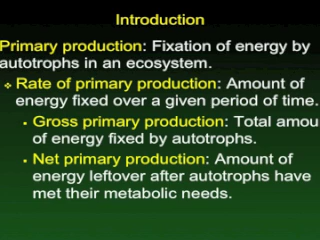 Introduction
Primary production: Fixation of energy by
autotrophs in an ecosystem.
❖ Rate of primary production: Amount of
energy fixed over a given period of time.
▪ Gross primary production: Total amou
of energy fixed by autotrophs.
▪ Net primary production: Amount of
energy leftover after autotrophs have
met their metabolic needs.